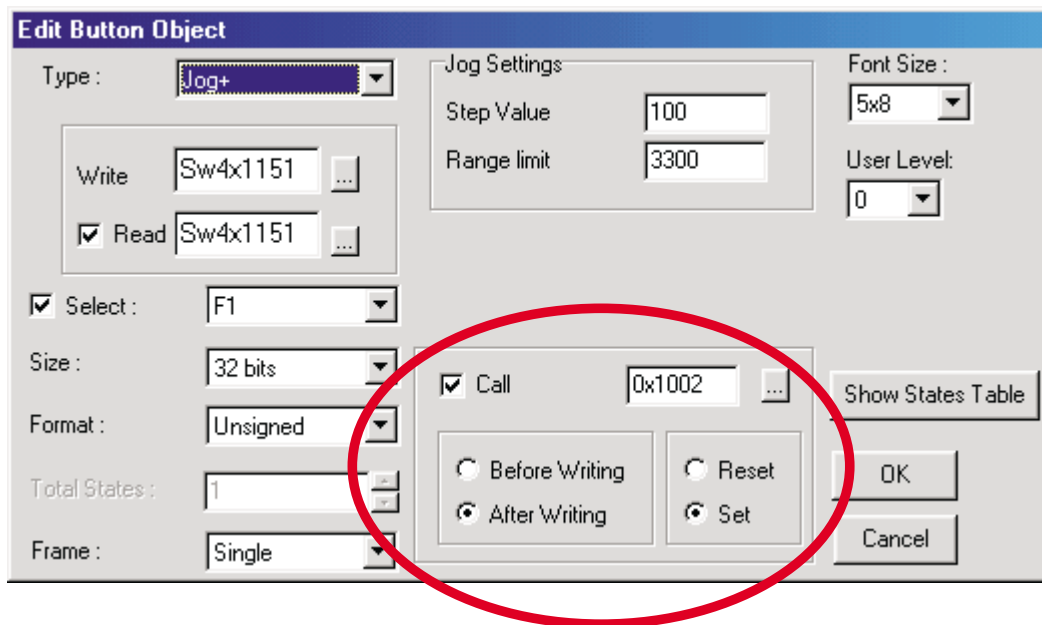 Edit Button Object
Type :
Jog+
Write
Sw4x1151
...
Read
Sw4x1151
...
Select :
F1
Size :
32 bits
Format :
Unsigned
Total States :
1
Frame :
Single
Jog Settings
Step Value
100
Range limit
3300
Call
0x1002
...
Before Writing
After Writing
Reset
Set
Font Size :
5x8
User Level:
0
Show States Table
OK
Cancel